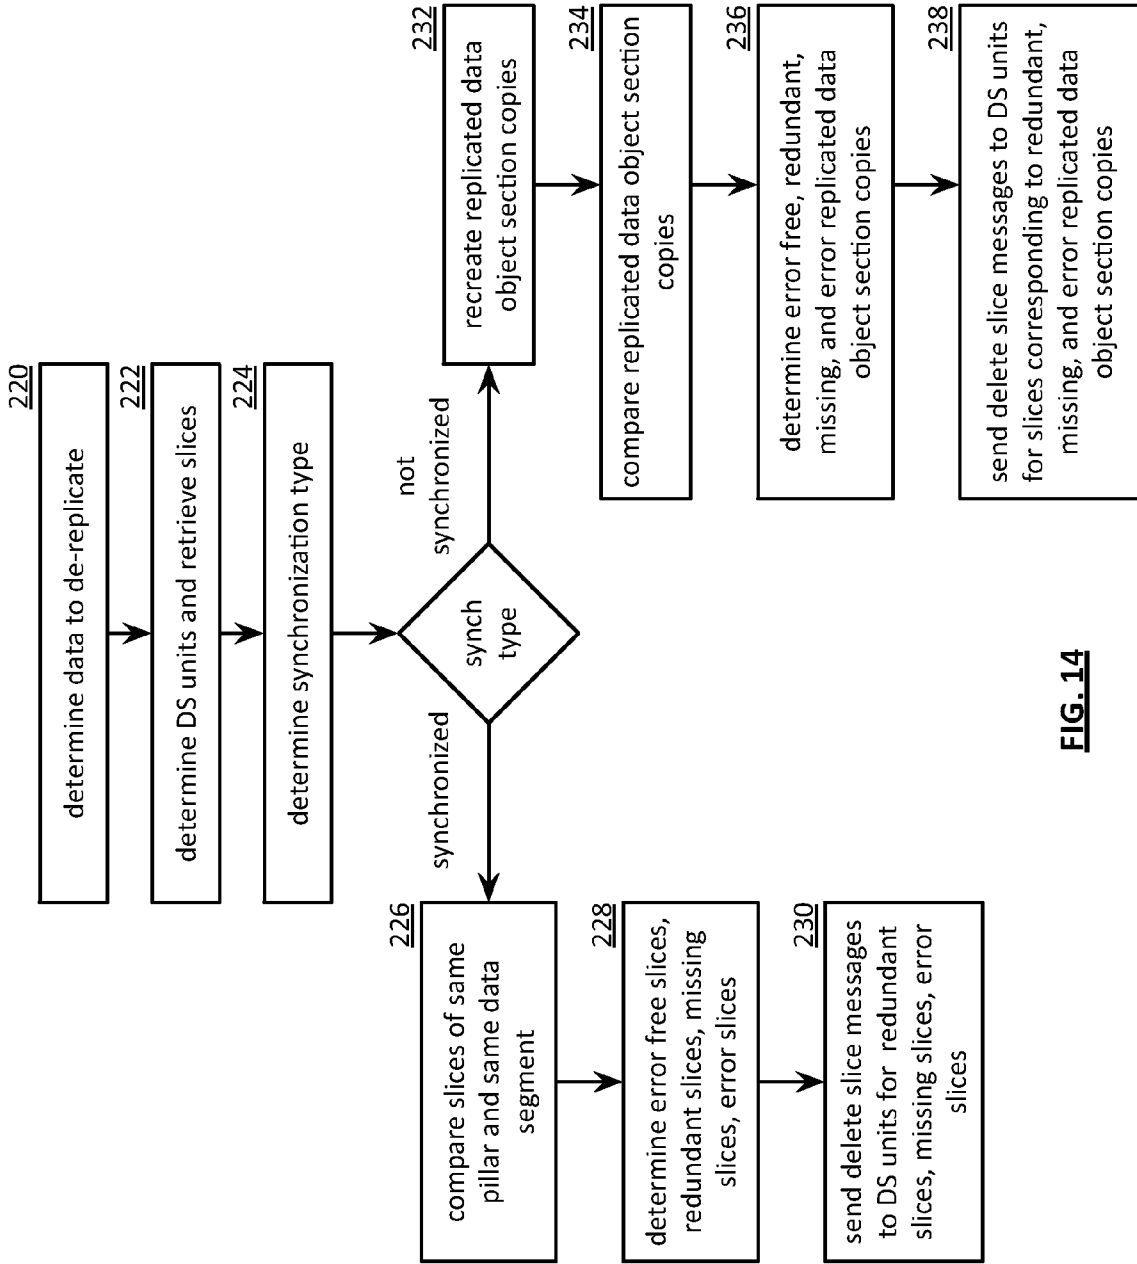 220
determine data to de-replicate
222
determine DS units and retrieve slices
224
determine synchronization type
synch
type
synchronized
not
synchronized
226
compare slices of same
pillar and same data
segment
228
determine error free slices,
redundant slices, missing
slices, error slices
230
send delete slice messages
to DS units for redundant
slices, missing slices, error
slices
232
recreate replicated data
object section copies
234
compare replicated data object section
copies
236
determine error free, redundant,
missing, and error replicated data
object section copies
238
send delete slice messages to DS units
for slices corresponding to redundant,
missing, and error replicated data
object section copies
FIG. 14